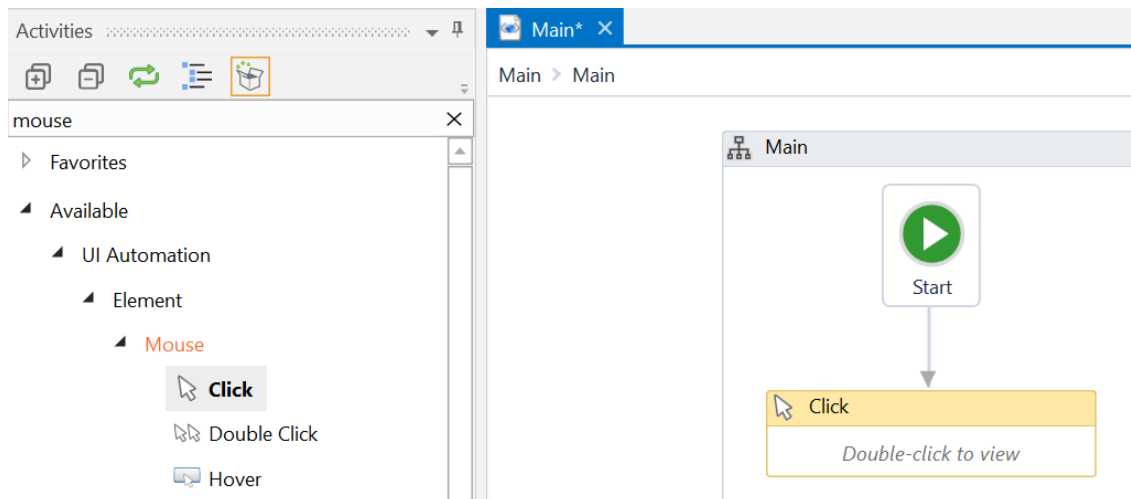 Activities
mouse
Favorites
Available
UI Automation
Element
Mouse
Click
Double Click
Hover
Main*
Main > Main
Main
Start
Click
Double-click to view